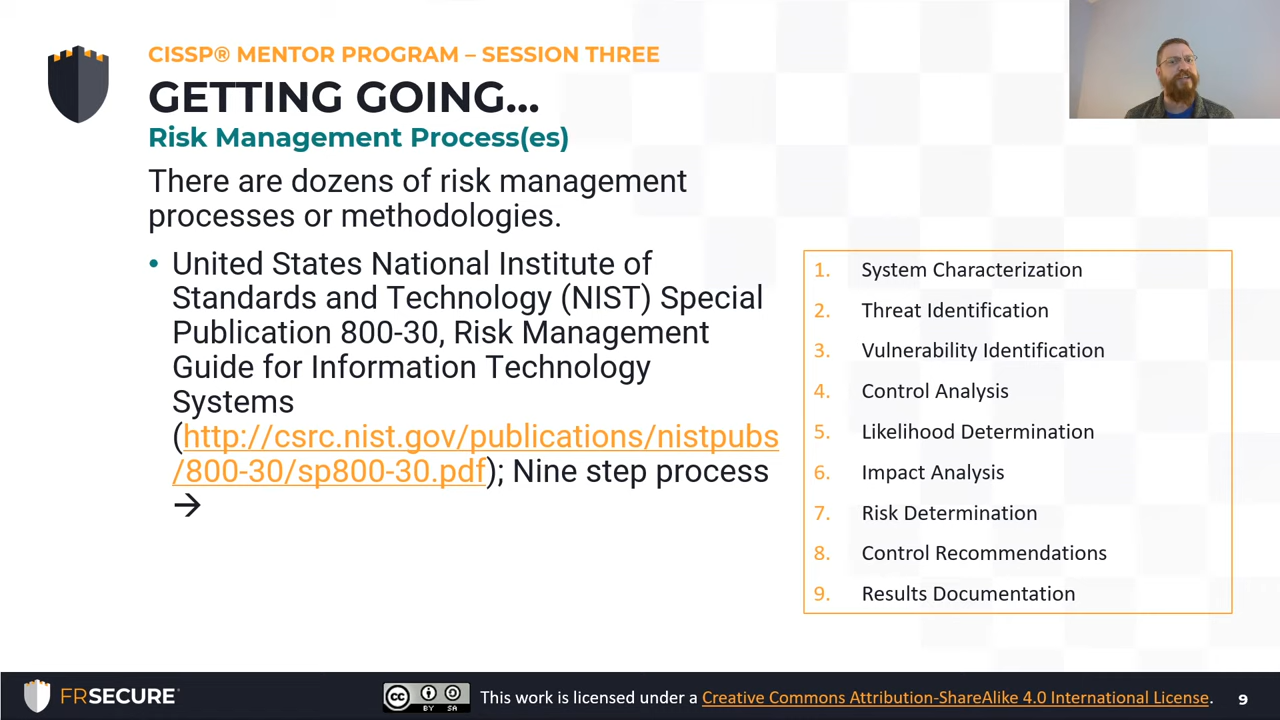 CISSP® MENTOR PROGRAM – SESSION THREE
GETTING GOING...
Risk Management Process(es)
There are dozens of risk management
processes or methodologies.
• United States National Institute of
Standards and Technology (NIST) Special
Publication 800-30, Risk Management
Guide for Information Technology
Systems
(http://csrc.nist.gov/publications/nistpubs
/800-30/sp800-30.pdf); Nine step process
→
1. System Characterization
2. Threat Identification
3. Vulnerability Identification
4. Control Analysis
5. Likelihood Determination
6. Impact Analysis
7. Risk Determination
8. Control Recommendations
9. Results Documentation
FRSECURE
cc BY SA
This work is licensed under a Creative Commons Attribution-ShareAlike 4.0 International License.
9